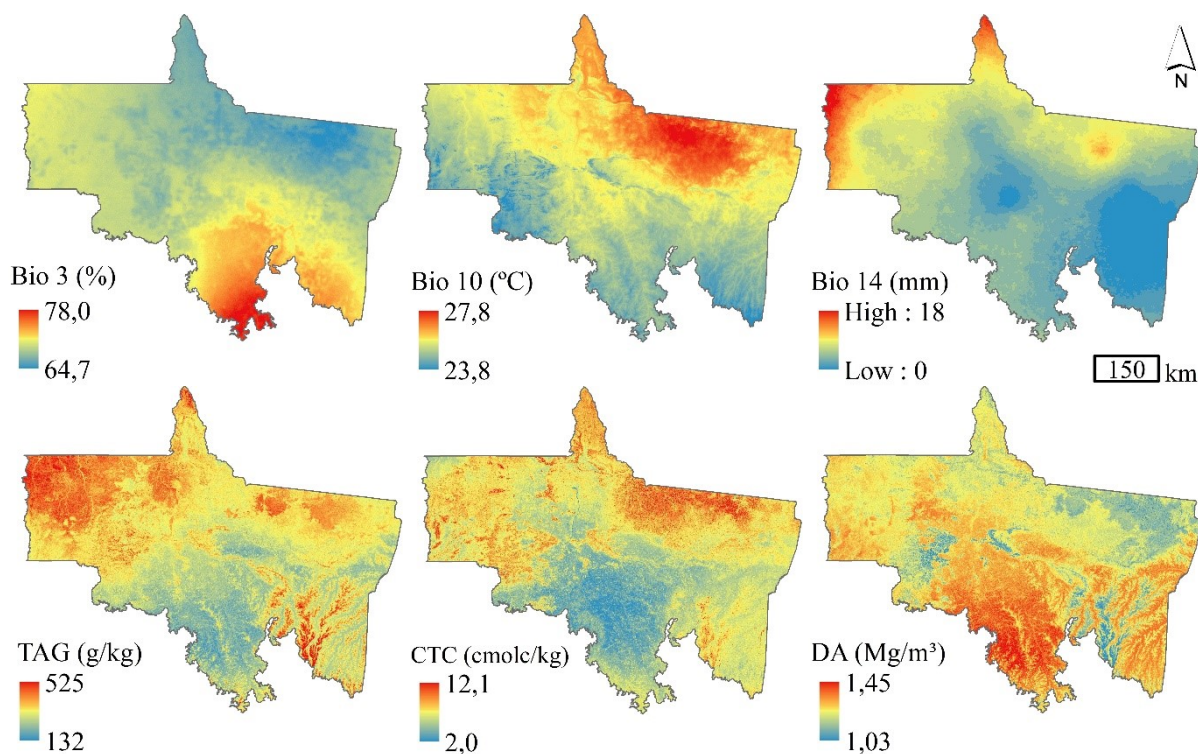 N
Bio 3 (%)
78,0
64,7
Bio 10 (ºC)
27,8
23,8
Bio 14 (mm)
High : 18
Low : 0
150 km
TAG (g/kg)
525
132
CTC (cmolc/kg)
12,1
2,0
DA (Mg/m³)
1,45
1,03